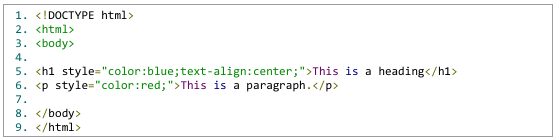 1. <!DOCTYPE html>
2. <html>
3. <body>
4.
5. <h1 style="color:blue;text-align:center;">This is a heading</h1>
6. <p style="color:red;">This is a paragraph.</p>
7.
8. </body>
9. </html>